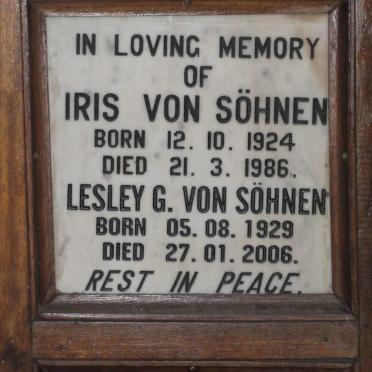 IN LOVING MEMORY
OF
IRIS VON SÖHNEN
BORN 12. 10. 1924
DIED 21. 3. 1986.
LESLEY G. VON SÖHNEN
BORN 05. 08. 1929
DIED 27. 01. 2006.
REST IN PEACE.